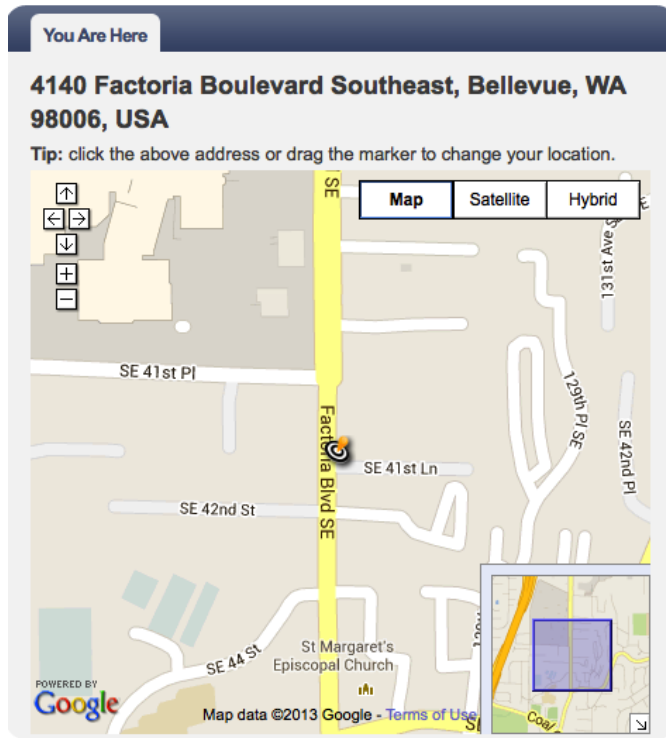 You Are Here
4140 Factoria Boulevard Southeast, Bellevue, WA
98006, USA
Tip: click the above address or drag the marker to change your location.
SE
Map
Satellite
Hybrid
131st Ave S
E
SE 41st Pl
129th Pl SE
Factoria Blvd SE
SE 42nd Pl
SE 41st Ln
SE 42nd St
SE 44 St
St Margaret's
Episcopal Church
POWERED BY
Google
Map data ©2013 Google - Terms of Use
Coal